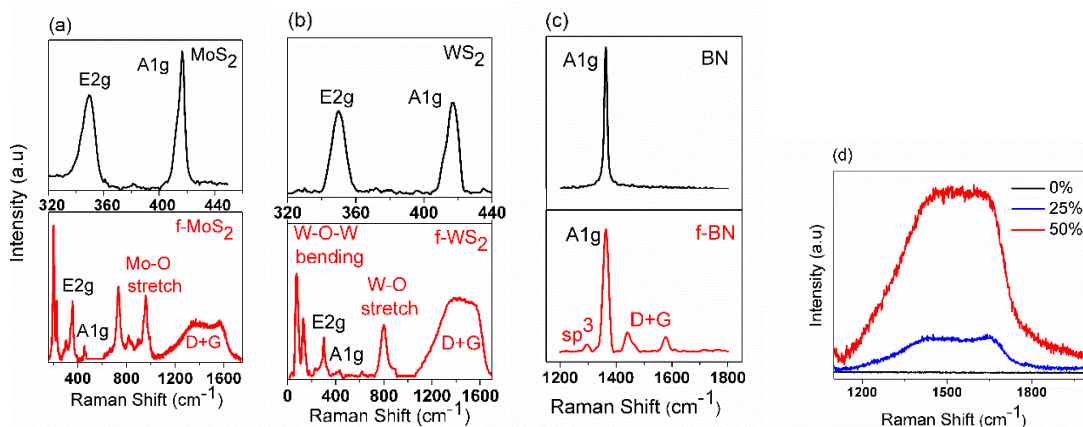 (a)
MoS2
E2g
A1g
320 360 400 440
f-MoS2
Mo-O
stretch
E2g
A1g
D+G
400 800 1200 1600
Raman Shift (cm-1)
Intensity (a.u)
(b)
WS2
E2g
A1g
320 360 400 440
W-O-W
bending
f-WS2
W-O
stretch
E2g
A1g
D+G
0 400 800 1200 1600
Raman Shift (cm-1)
(c)
A1g
BN
A1g
f-BN
sp3
D+G
1200 1400 1600 1800
Raman Shift (cm-1)
(d)
0%
25%
50%
Intensity (a.u)
1200 1500 1800
Raman Shift (cm-1)